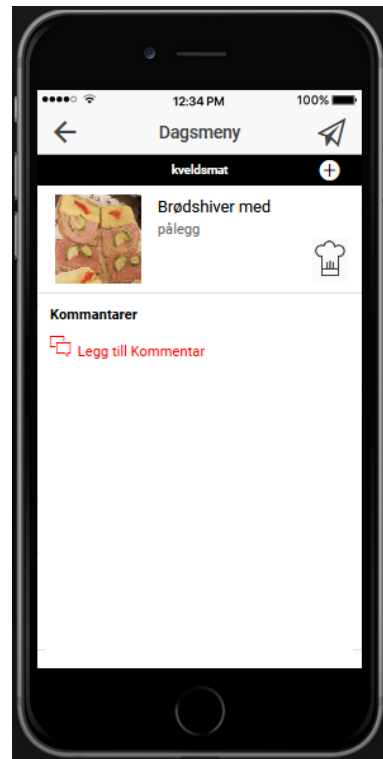 12:34 PM
100%
Dagsmeny
kveldsmat
Brødshiver med
pålegg
Kommantarer
Legg till Kommentar